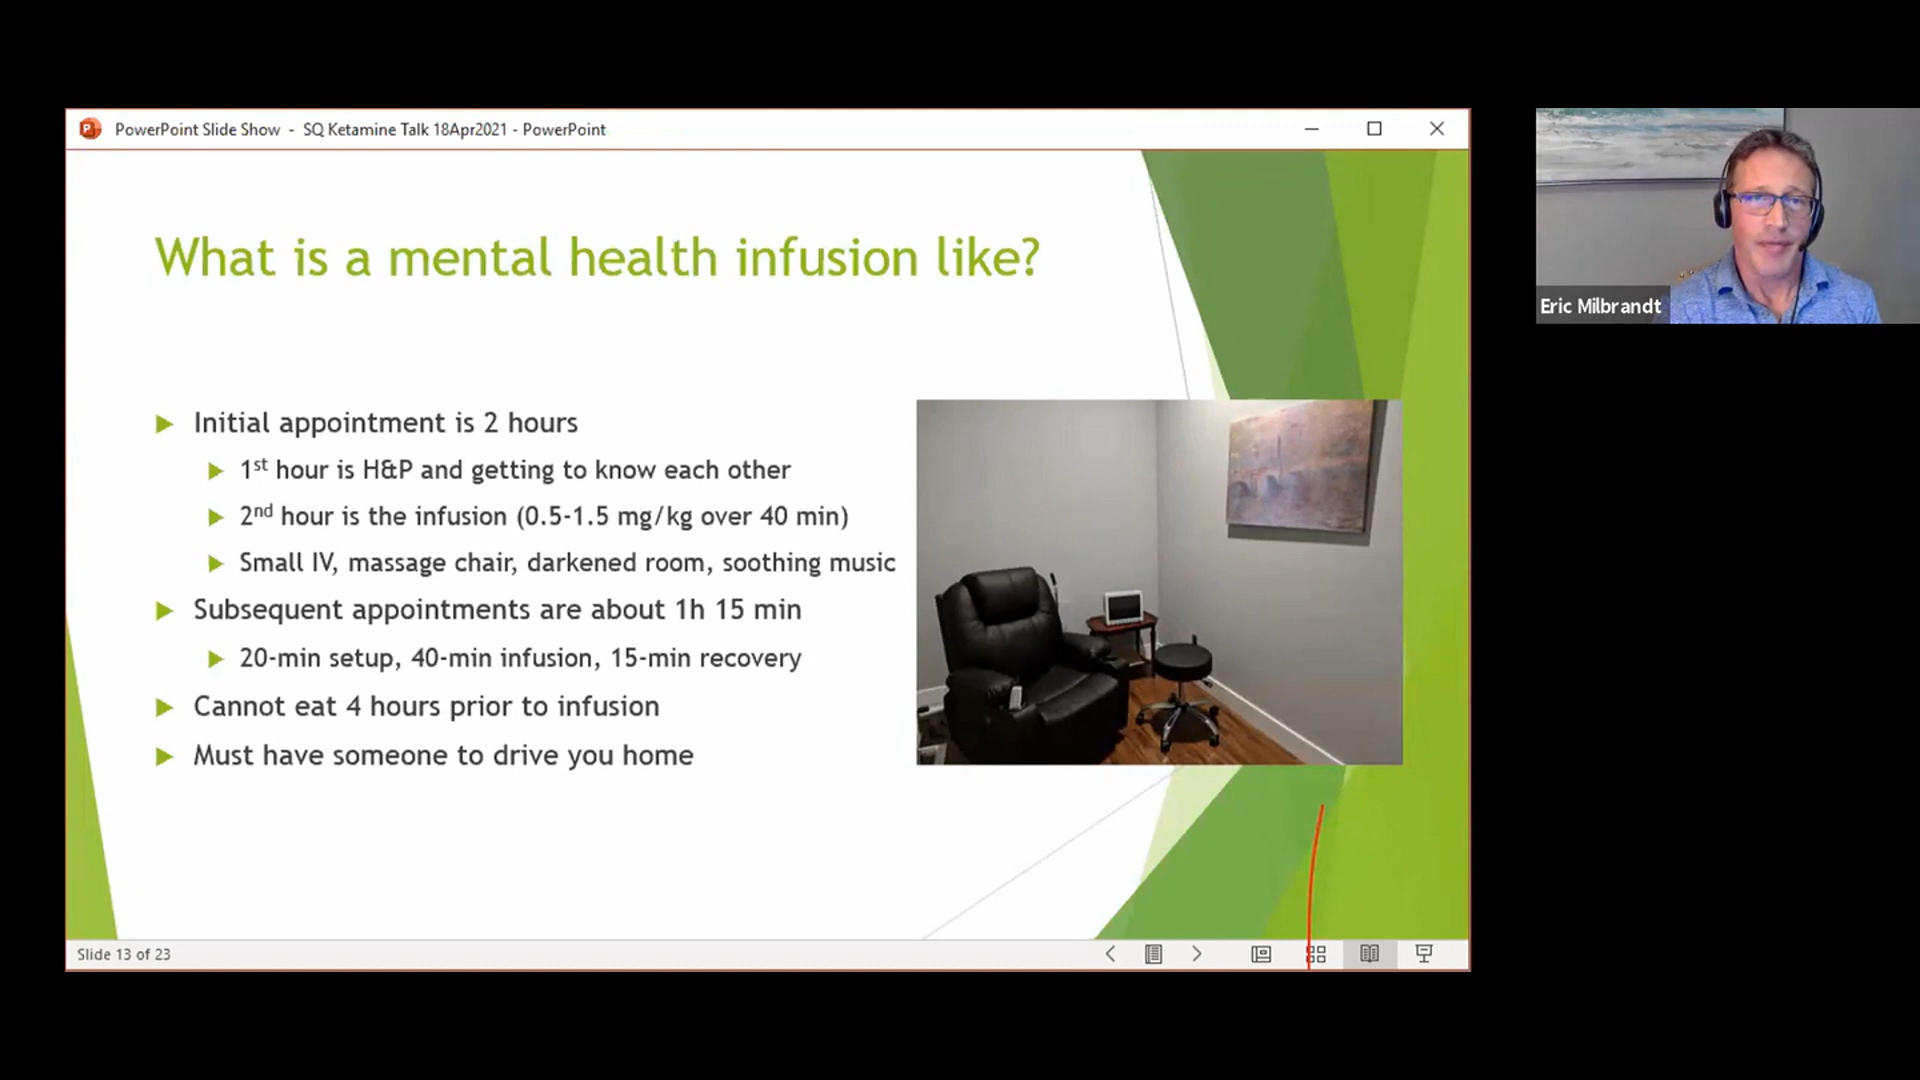 PowerPoint Slide Show - SQ Ketamine Talk 18Apr2021 - PowerPoint
What is a mental health infusion like?
Initial appointment is 2 hours
1st hour is H&P and getting to know each other
2nd hour is the infusion (0.5-1.5 mg/kg over 40 min)
Small IV, massage chair, darkened room, soothing music
Subsequent appointments are about 1h 15 min
20-min setup, 40-min infusion, 15-min recovery
Cannot eat 4 hours prior to infusion
Must have someone to drive you home
Slide 13 of 23
Eric Milbrandt